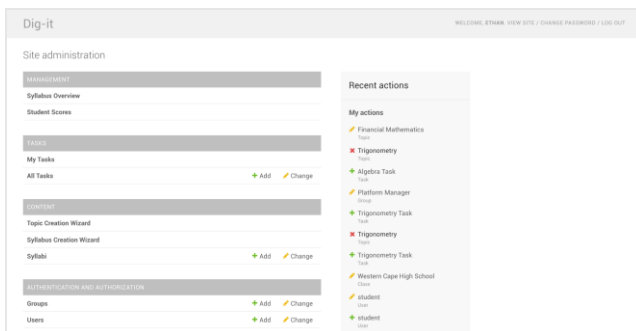 Dig-it
WELCOME, ETHAN. VIEW SITE / CHANGE PASSWORD / LOG OUT
Site administration
MANAGEMENT
Syllabus Overview
Student Scores
TASKS
My Tasks
All Tasks Add Change
CONTENT
Topic Creation Wizard
Syllabus Creation Wizard
Syllabi Add Change
AUTHENTICATION AND AUTHORIZATION
Groups Add Change
Users Add Change
Recent actions
My actions
Financial Mathematics
Topic
Trigonometry
Topic
Algebra Task
Task
Platform Manager
Group
Trigonometry Task
Task
Trigonometry
Topic
Trigonometry Task
Task
Western Cape High School
Class
student
User
student
User